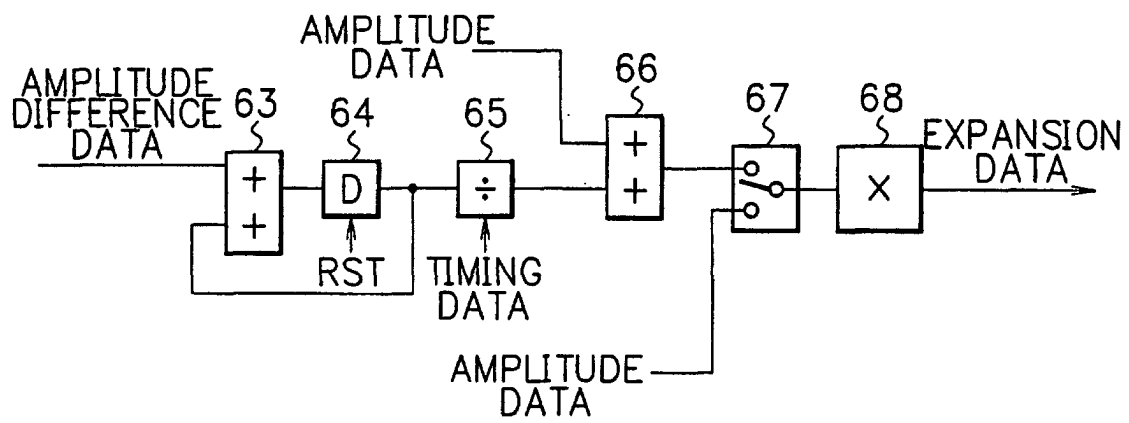 AMPLITUDE
DATA
AMPLITUDE
DIFFERENCE
DATA
63
64
65
66
67
68
EXPANSION
DATA
+
+
D
÷
+
+
X
RST
TIMING
DATA
AMPLITUDE
DATA